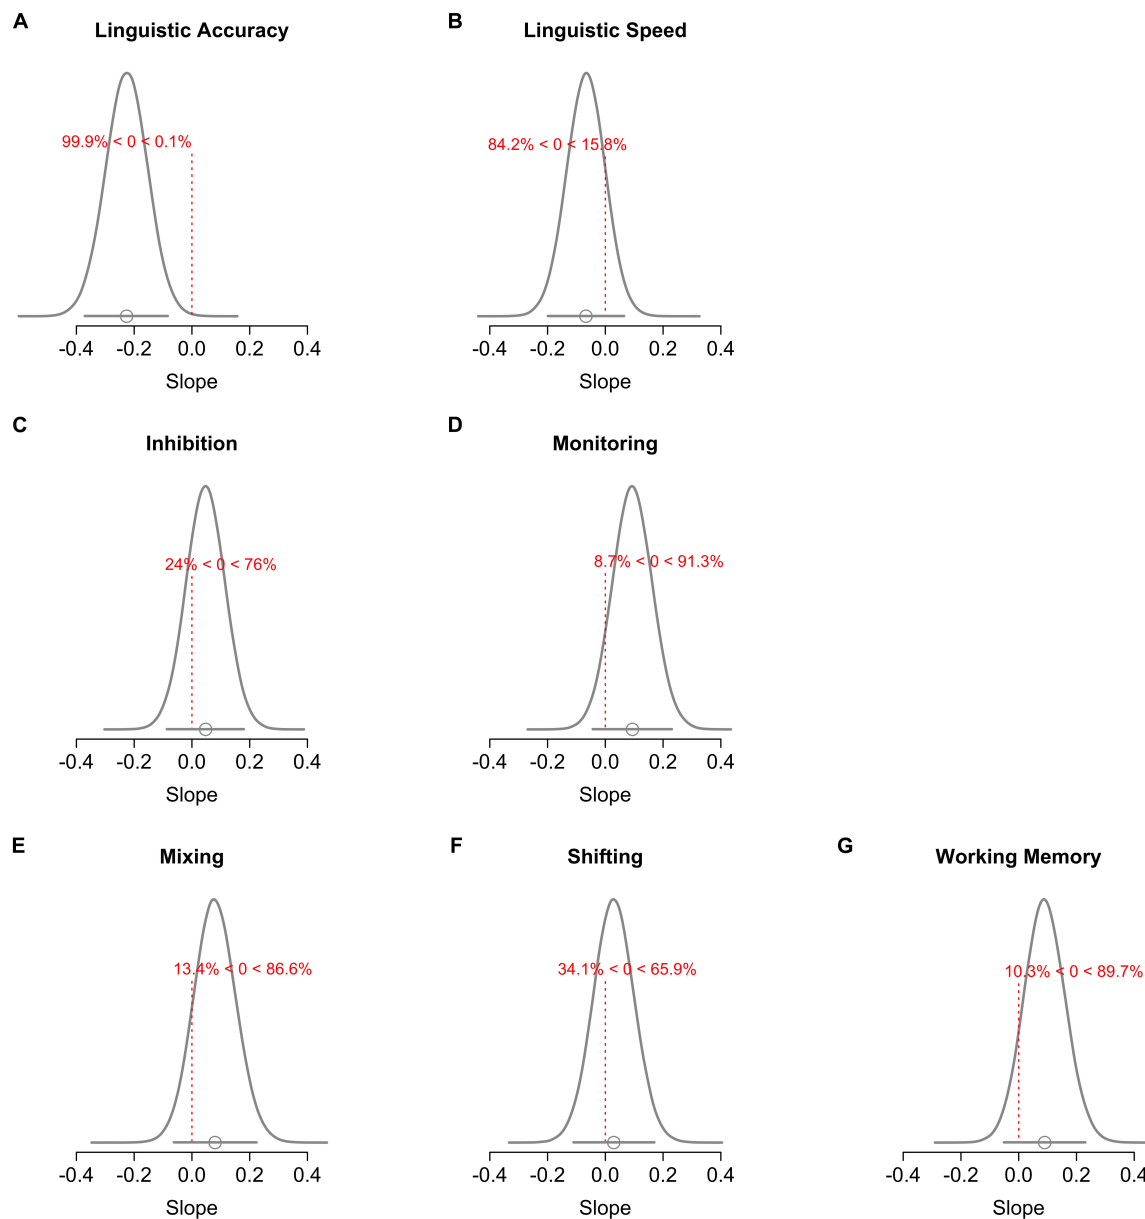 A
Linguistic Accuracy
99.9% < 0 < 0.1%
-0.4 -0.2 0.0 0.2 0.4
Slope
B
Linguistic Speed
84.2% < 0 < 15.8%
-0.4 -0.2 0.0 0.2 0.4
Slope
C
Inhibition
24% < 0 < 76%
-0.4 -0.2 0.0 0.2 0.4
Slope
D
Monitoring
8.7% < 0 < 91.3%
-0.4 -0.2 0.0 0.2 0.4
Slope
E
Mixing
13.4% < 0 < 86.6%
-0.4 -0.2 0.0 0.2 0.4
Slope
F
Shifting
34.1% < 0 < 65.9%
-0.4 -0.2 0.0 0.2 0.4
Slope
G
Working Memory
10.3% < 0 < 89.7%
-0.4 -0.2 0.0 0.2 0.4
Slope